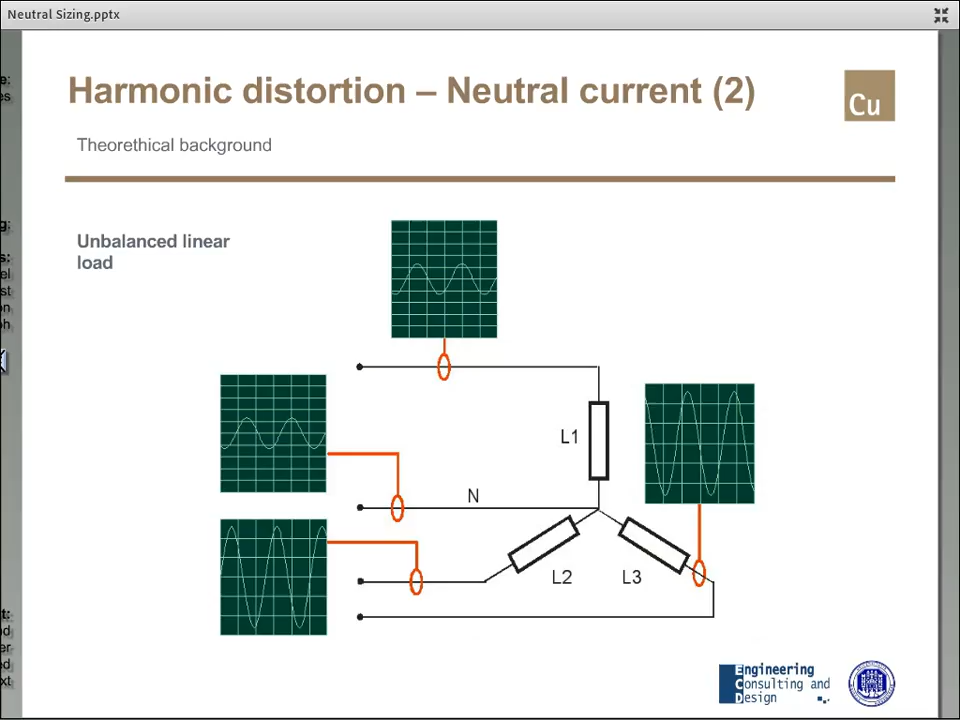 Neutral Sizing.pptx
Harmonic distortion – Neutral current (2)
Cu
Theorethical background
Unbalanced linear
load
L1
N
L2
L3
Engineering
Consulting and
Design